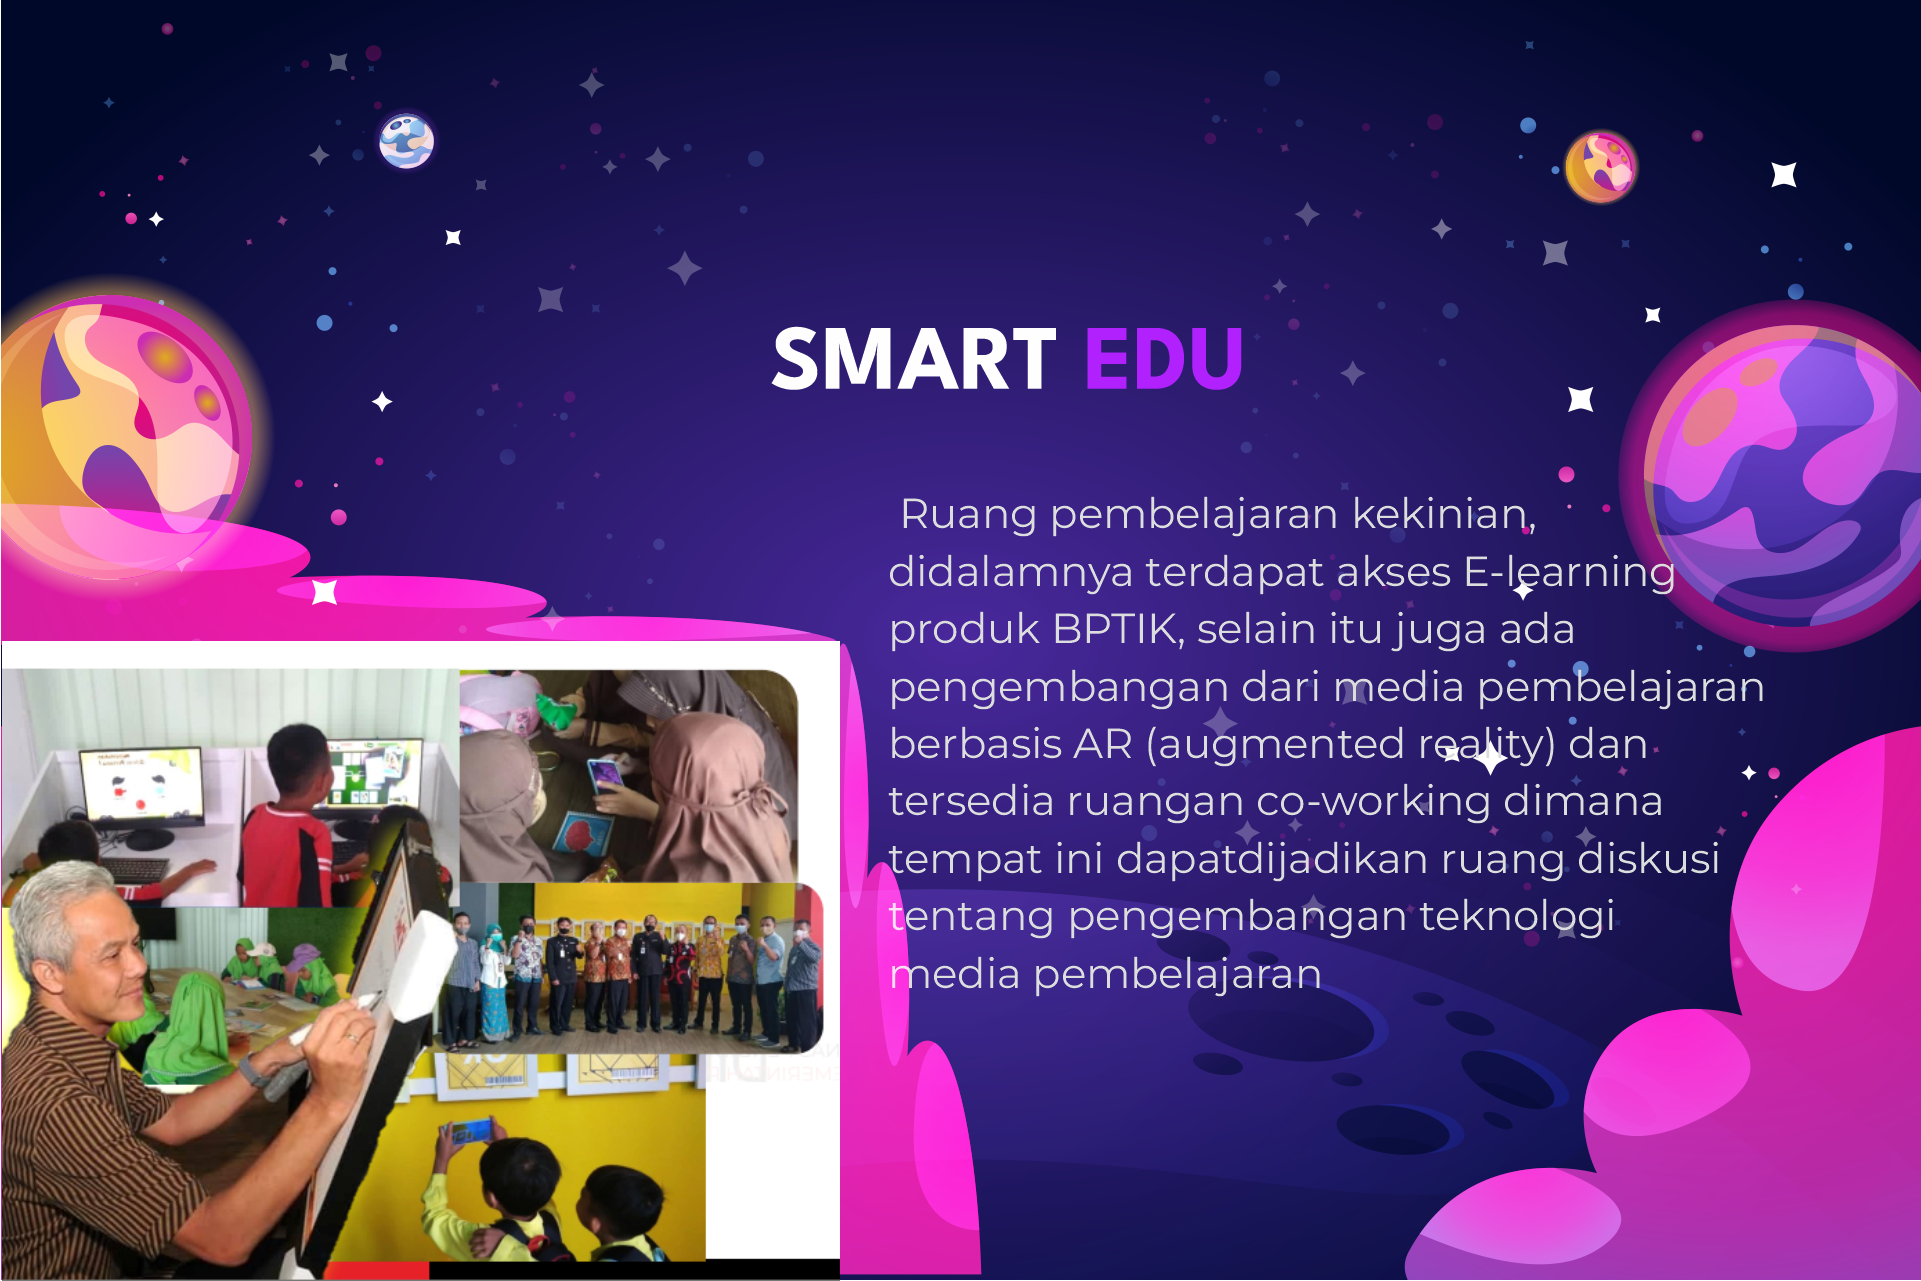 SMART EDU
Ruang pembelajaran kekinian,
didalamnya terdapat akses E-learning
produk BPTIK, selain itu juga ada
pengembangan dari media pembelajaran
berbasis AR (augmented reality) dan
tersedia ruangan co-working dimana
tempat ini dapatdijadikan ruang diskusi
tentang pengembangan teknologi
media pembelajaran